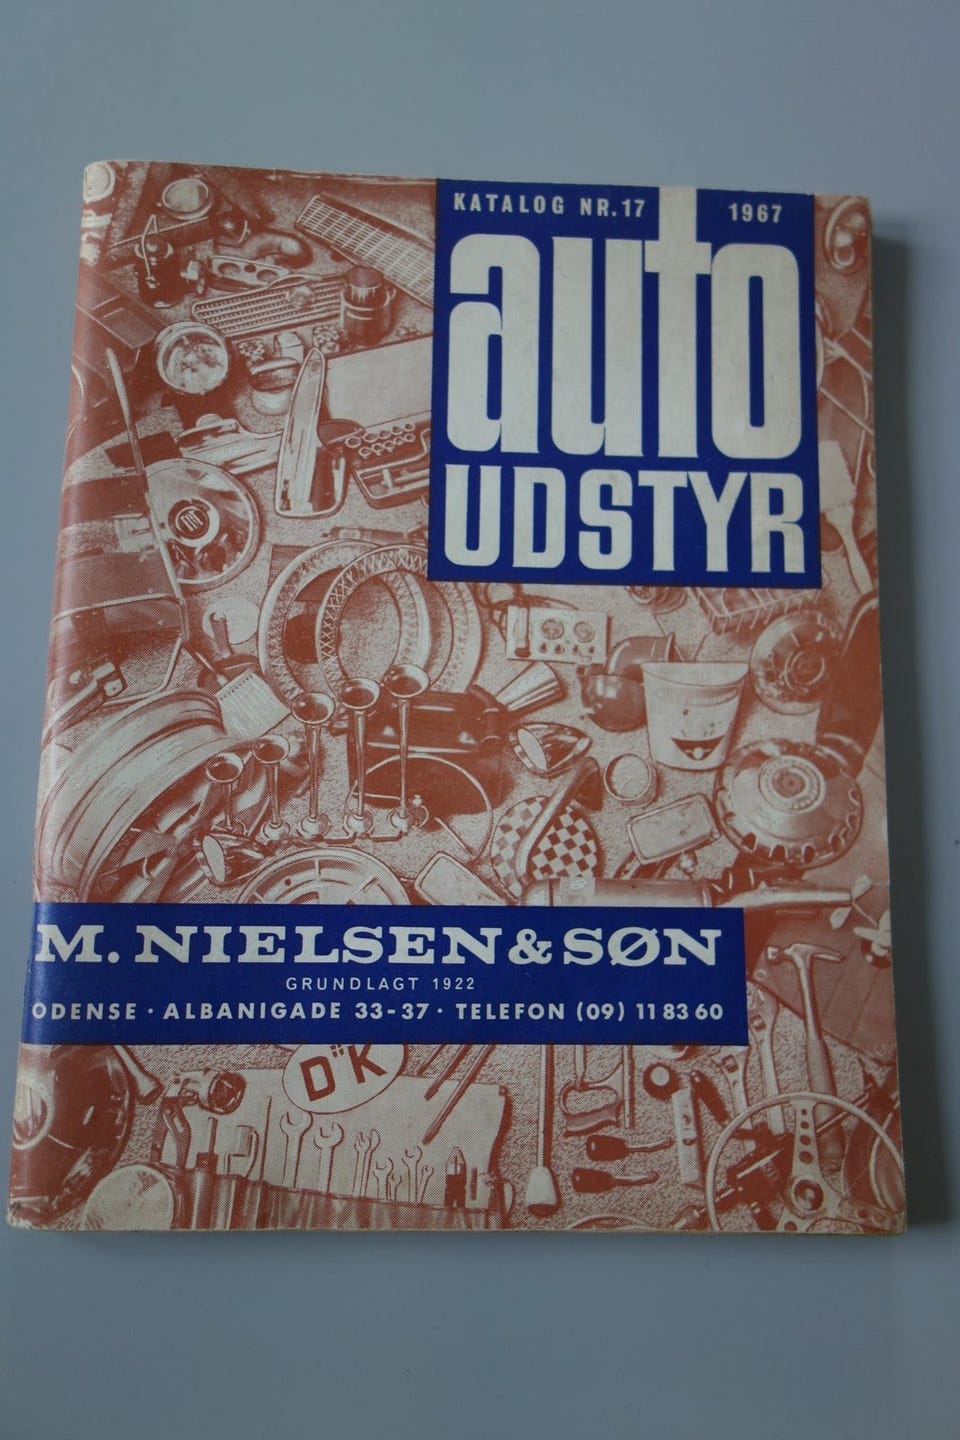 KATALOG NR.17 1967
auto
UDSTYR
M. NIELSEN & SØN
GRUNDLAGT 1922
ODENSE · ALBANIGADE 33-37 · TELEFON (09) 11 83 60
DK